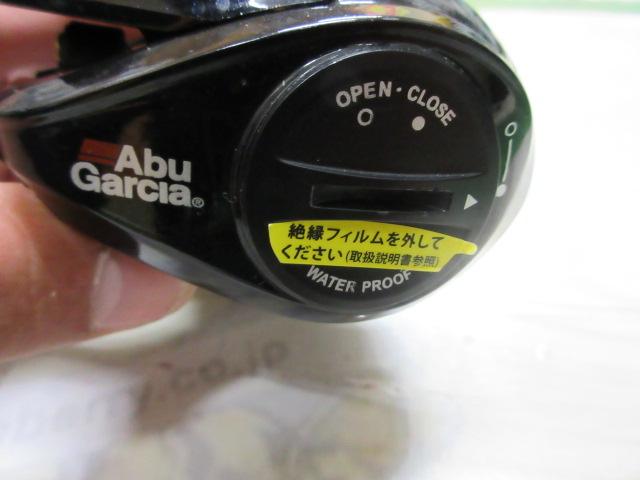 OPEN・CLOSE
Abu
Garcia®
絶縁フィルムを外して
ください(取扱説明書参照)
WATER PROOF